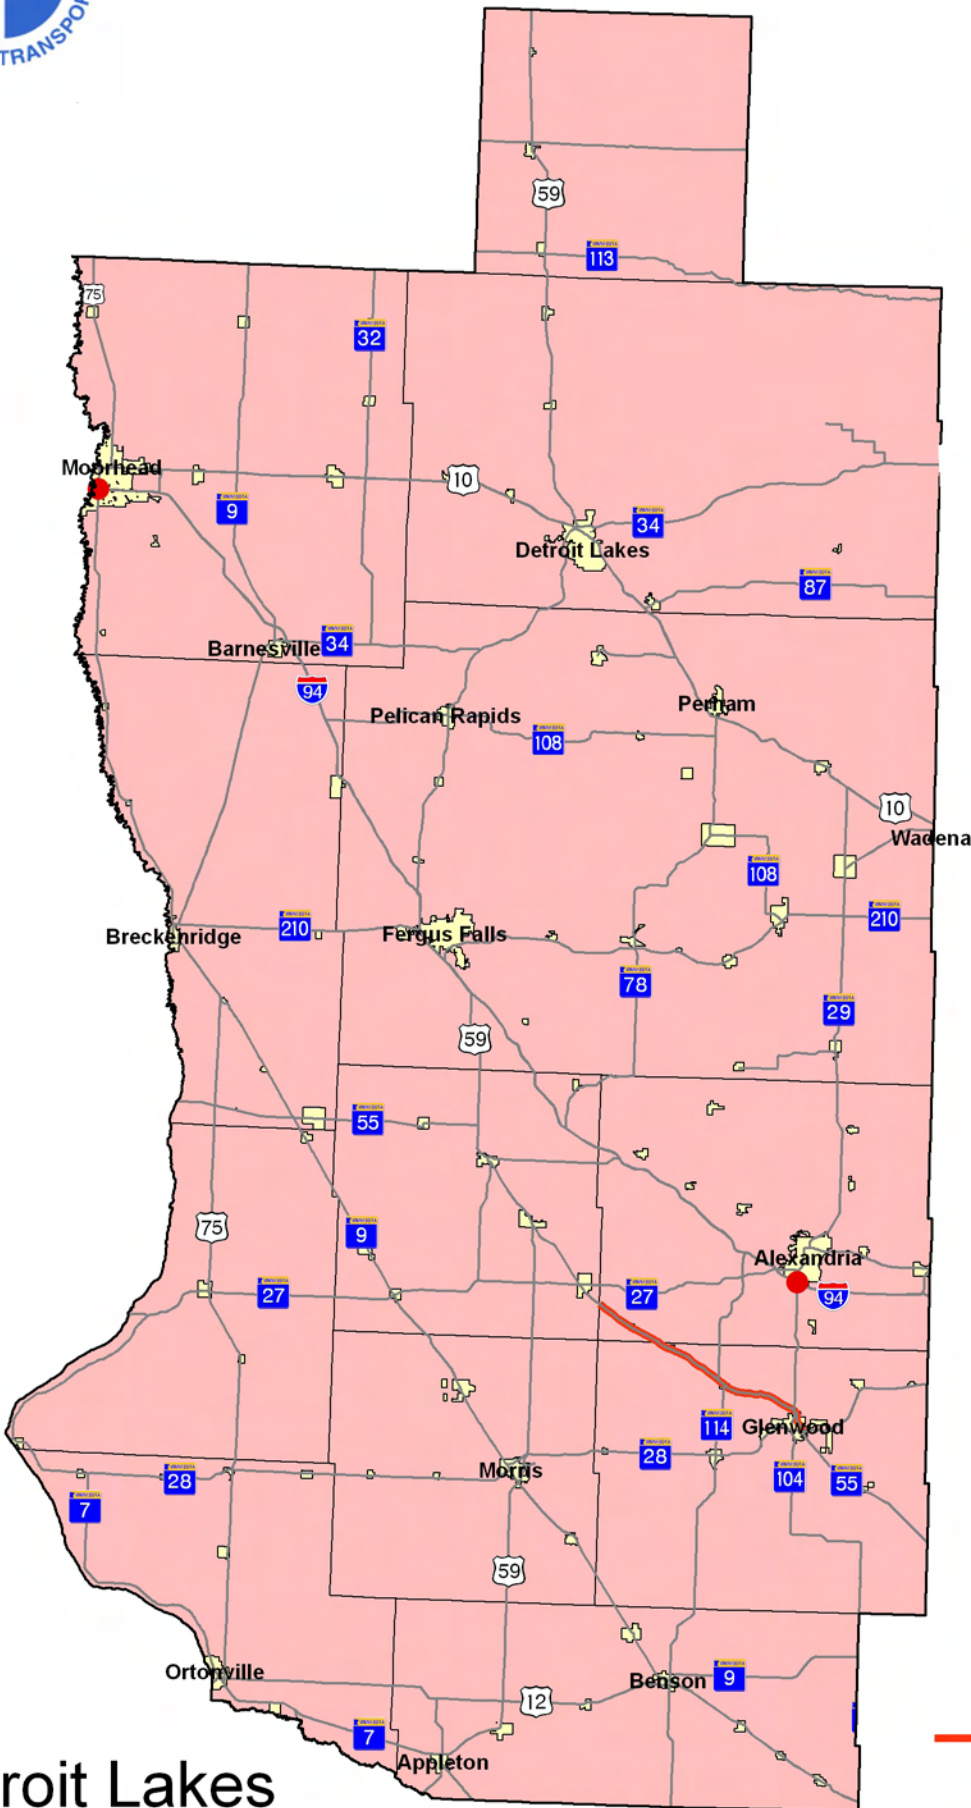 TRANSPOR
59
113
75
32
Moorhead
10
9
34
Detroit Lakes
87
Barnesville
34
94
Pelican Rapids
Perham
108
10
Wadena
108
210
210
Breckenridge
Fergus Falls
78
29
59
55
75
9
Alexandria
27
27
94
114
Glenwood
28
Morris
28
104
55
7
59
Ortonville
Benson
9
12
7
Appleton
roit Lakes